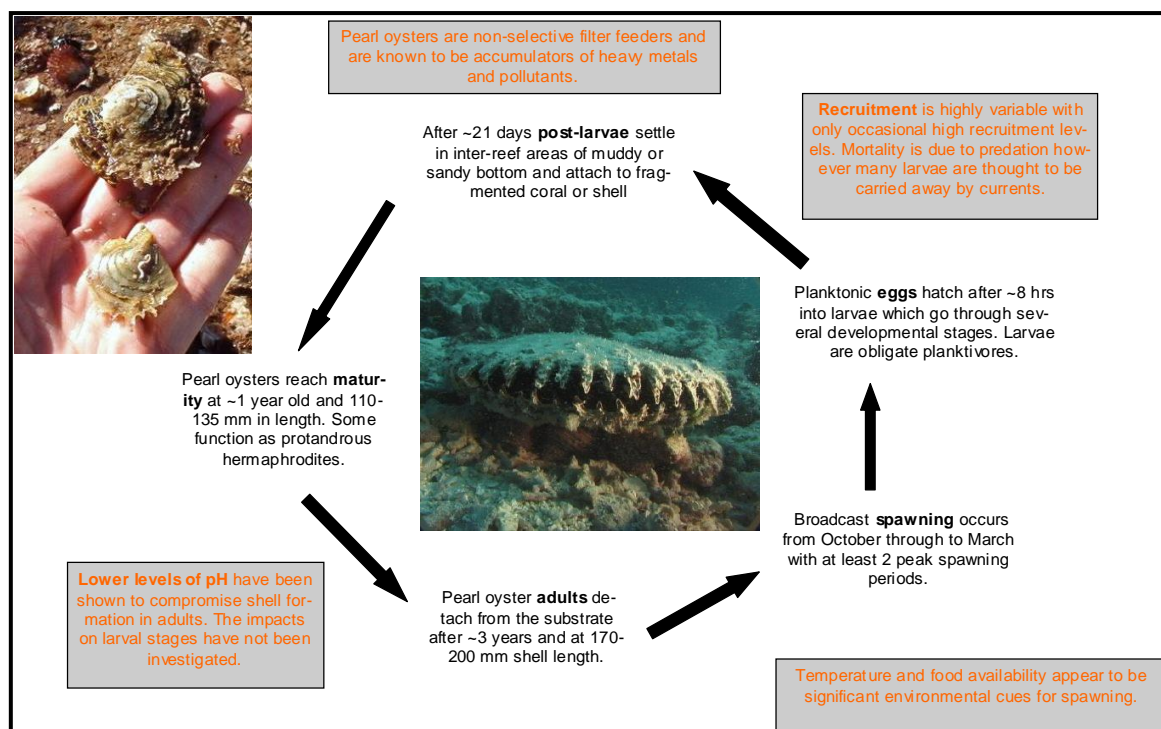 Pearl oysters are non-selective filter feeders and
are known to be accumulators of heavy metals
and pollutants.
Recruitment is highly variable with
only occasional high recruitment lev-
els. Mortality is due to predation how-
ever many larvae are thought to be
carried away by currents.
After ~21 days post-larvae settle
in inter-reef areas of muddy or
sandy bottom and attach to frag-
mented coral or shell
Planktonic eggs hatch after ~8 hrs
into larvae which go through sev-
eral developmental stages. Larvae
are obligate planktivores.
Pearl oysters reach matur-
ity at ~1 year old and 110-
135 mm in length. Some
function as protandrous
hermaphrodites.
Broadcast spawning occurs
from October through to March
with at least 2 peak spawning
periods.
Lower levels of pH have been
shown to compromise shell for-
mation in adults. The impacts
on larval stages have not been
investigated.
Pearl oyster adults de-
tach from the substrate
after ~3 years and at 170-
200 mm shell length.
Temperature and food availability appear to be
significant environmental cues for spawning.